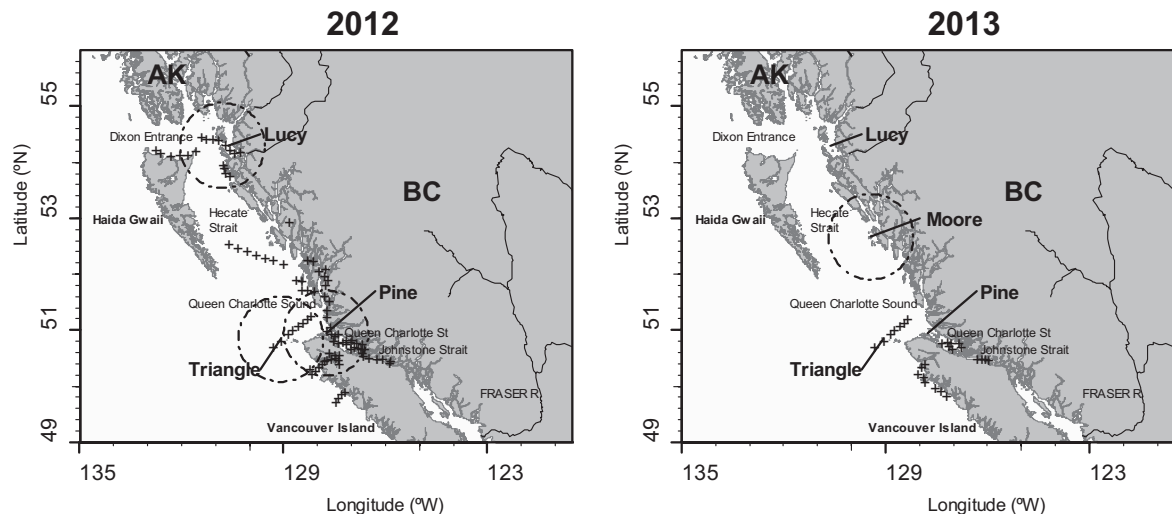 2012
AK
55
Dixon Entrance
Lucy
BC
53
Haida Gwaii
Hecate
Strait
Latitude (ºN)
Queen Charlotte Sound
Pine
51
Queen Charlotte St
Johnstone Strait
Triangle
FRASER R
Vancouver Island
49
135
129
123
Longitude (ºW)
2013
AK
55
Dixon Entrance
Lucy
BC
53
Haida Gwaii
Hecate
Strait
Moore
Latitude (ºN)
Queen Charlotte Sound
Pine
51
Queen Charlotte St
Johnstone Strait
Triangle
FRASER R
Vancouver Island
49
135
129
123
Longitude (ºW)